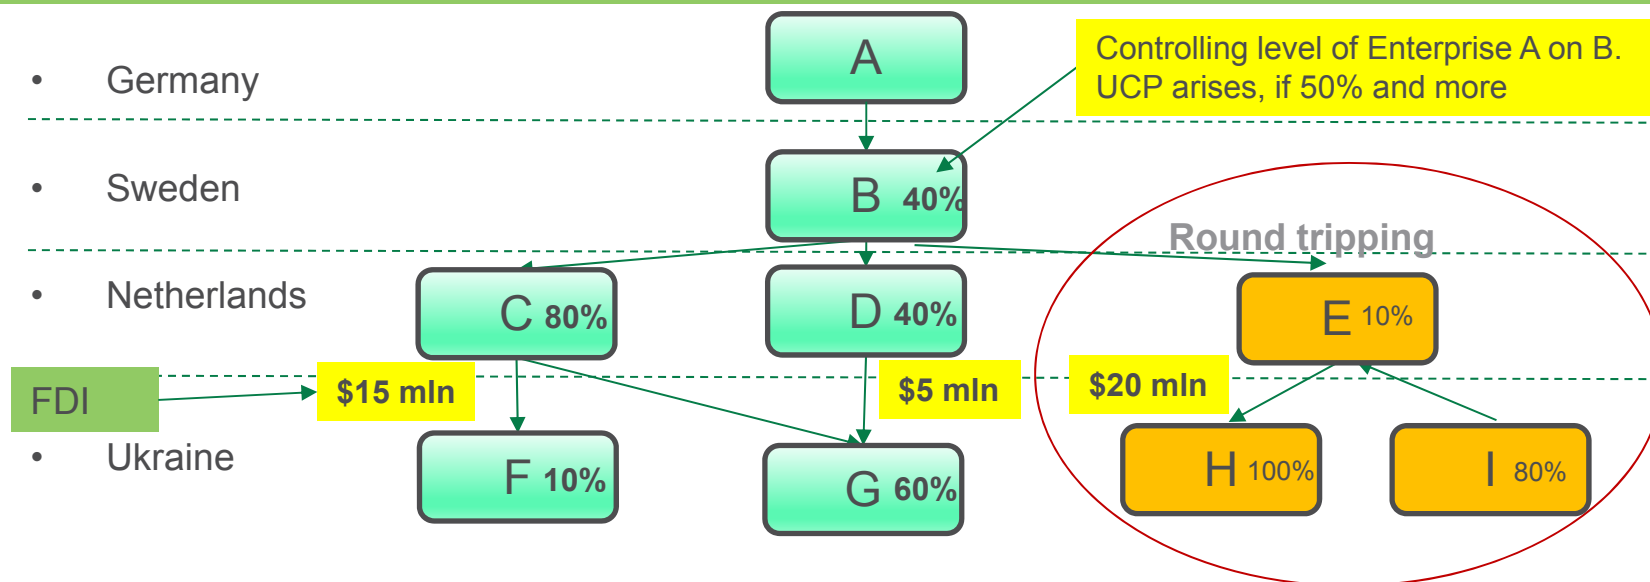 A
Controlling level of Enterprise A on B.
UCP arises, if 50% and more
• Germany
• Sweden
B 40%
Round tripping
• Netherlands
C 80%
D 40%
E 10%
FDI
$15 mln
$5 mln
$20 mln
• Ukraine
F 10%
G 60%
H 100%
I 80%